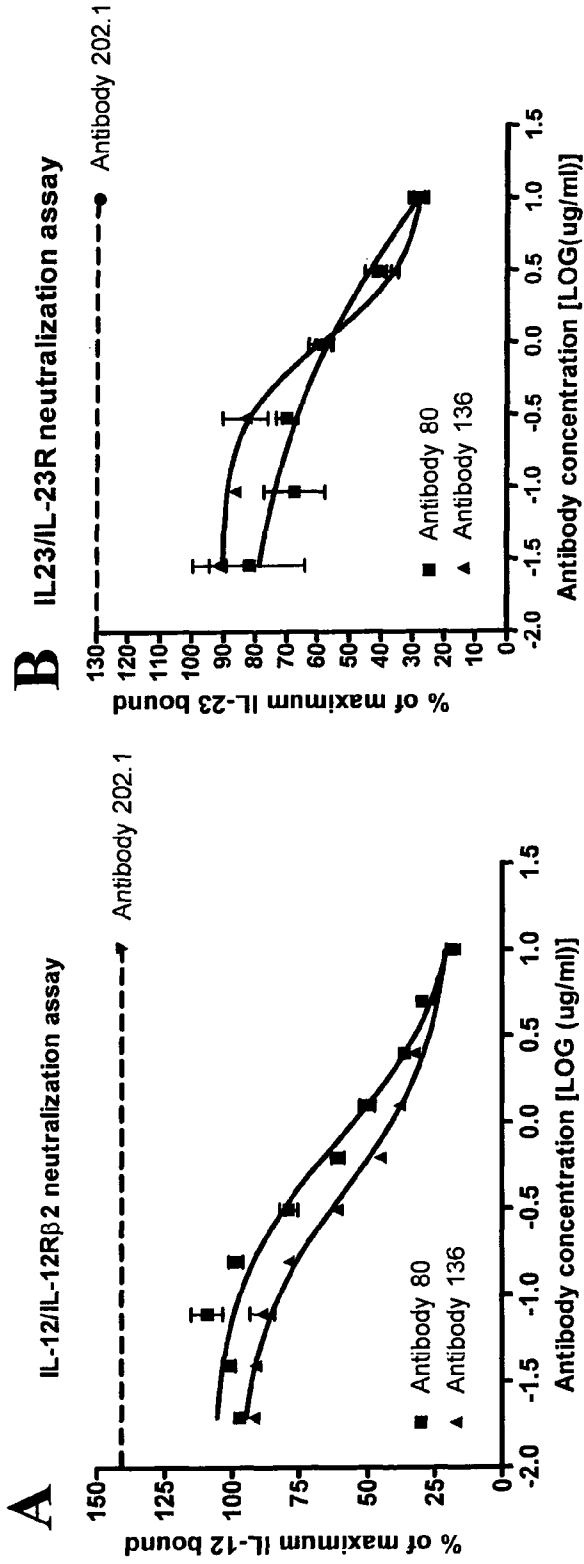 A
IL-12/IL-12Rβ2 neutralization assay
Antibody 202.1
150
100
75
50
25
0
% of maximum IL-12 bound
Antibody 80
Antibody 136
-2.0 -1.5 -1.0 -0.5 0.0 0.5 1.0 1.5
Antibody concentration [LOG (ug/ml)]
B
IL23/IL-23R neutralization assay
Antibody 202.1
130
120
110
100
90
80
70
60
50
40
30
20
10
0
% of maximum IL-23 bound
Antibody 80
Antibody 136
-2.0 -1.5 -1.0 -0.5 0.0 0.5 1.0 1.5
Antibody concentration [LOG(ug/ml)]